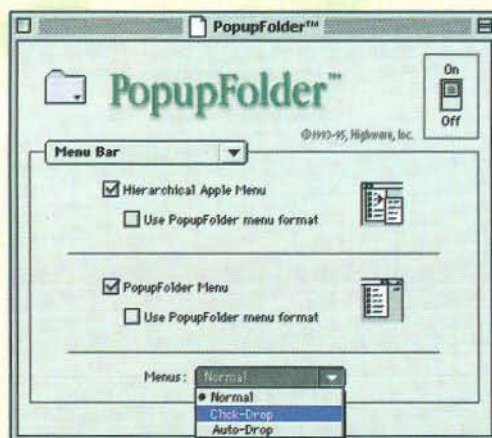 PopupFolder™
PopupFolder™
On
Off
©1993-95, Highware, Inc.
Menu Bar
Hierarchical Apple Menu
Use PopupFolder menu format
PopupFolder Menu
Use PopupFolder menu format
Menus: Normal
• Normal
Click-Drop
Auto-Drop